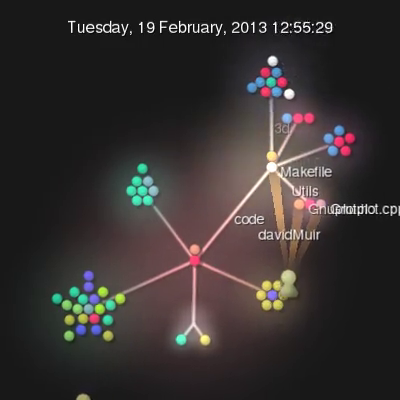 Tuesday, 19 February, 2013 12:55:29
3d
Makefile
Utils
code
davidMuir